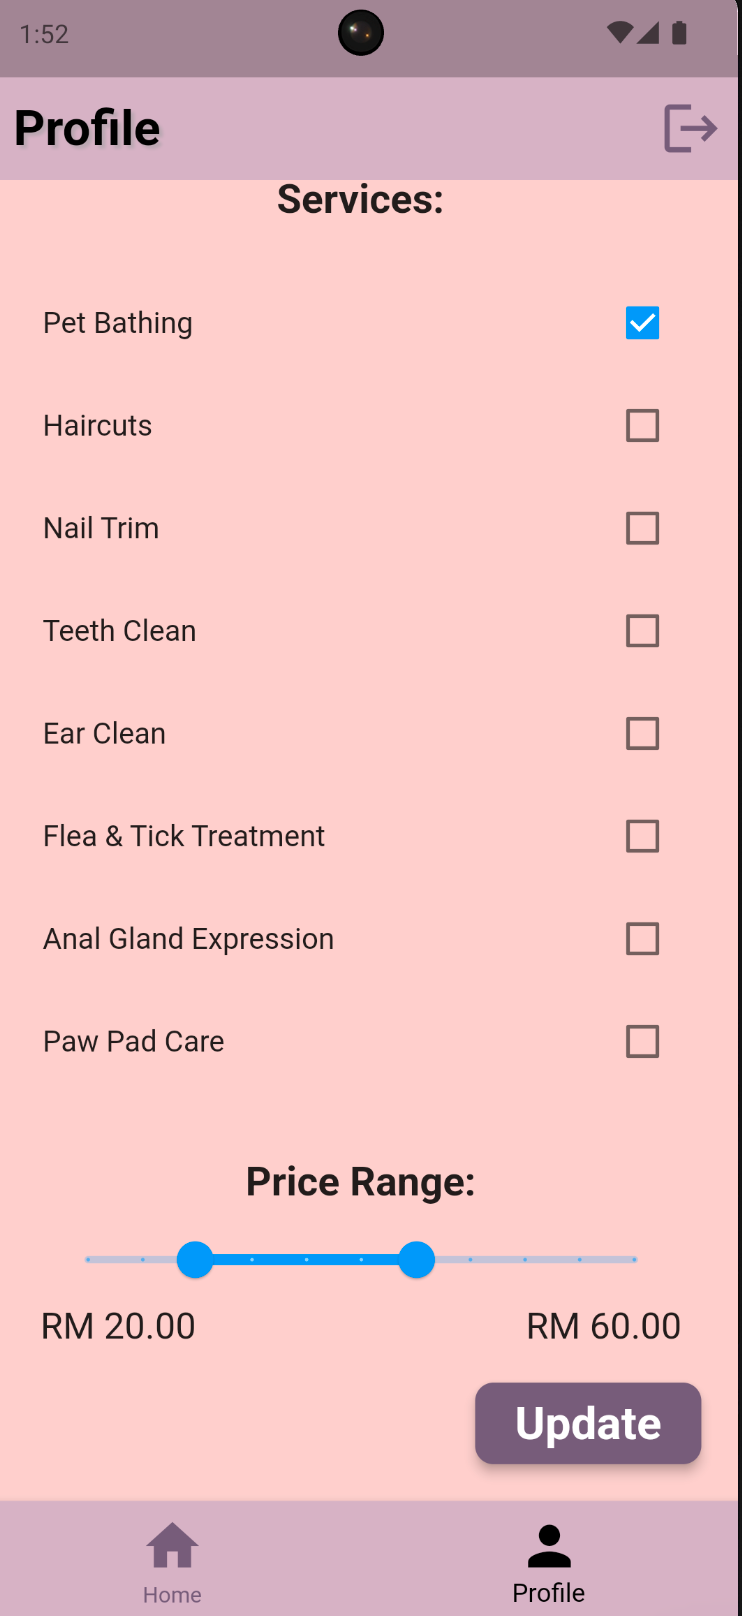 1:52
Profile
Services:
Pet Bathing
Haircuts
Nail Trim
Teeth Clean
Ear Clean
Flea & Tick Treatment
Anal Gland Expression
Paw Pad Care
Price Range:
RM 20.00 RM 60.00
Update
Home Profile